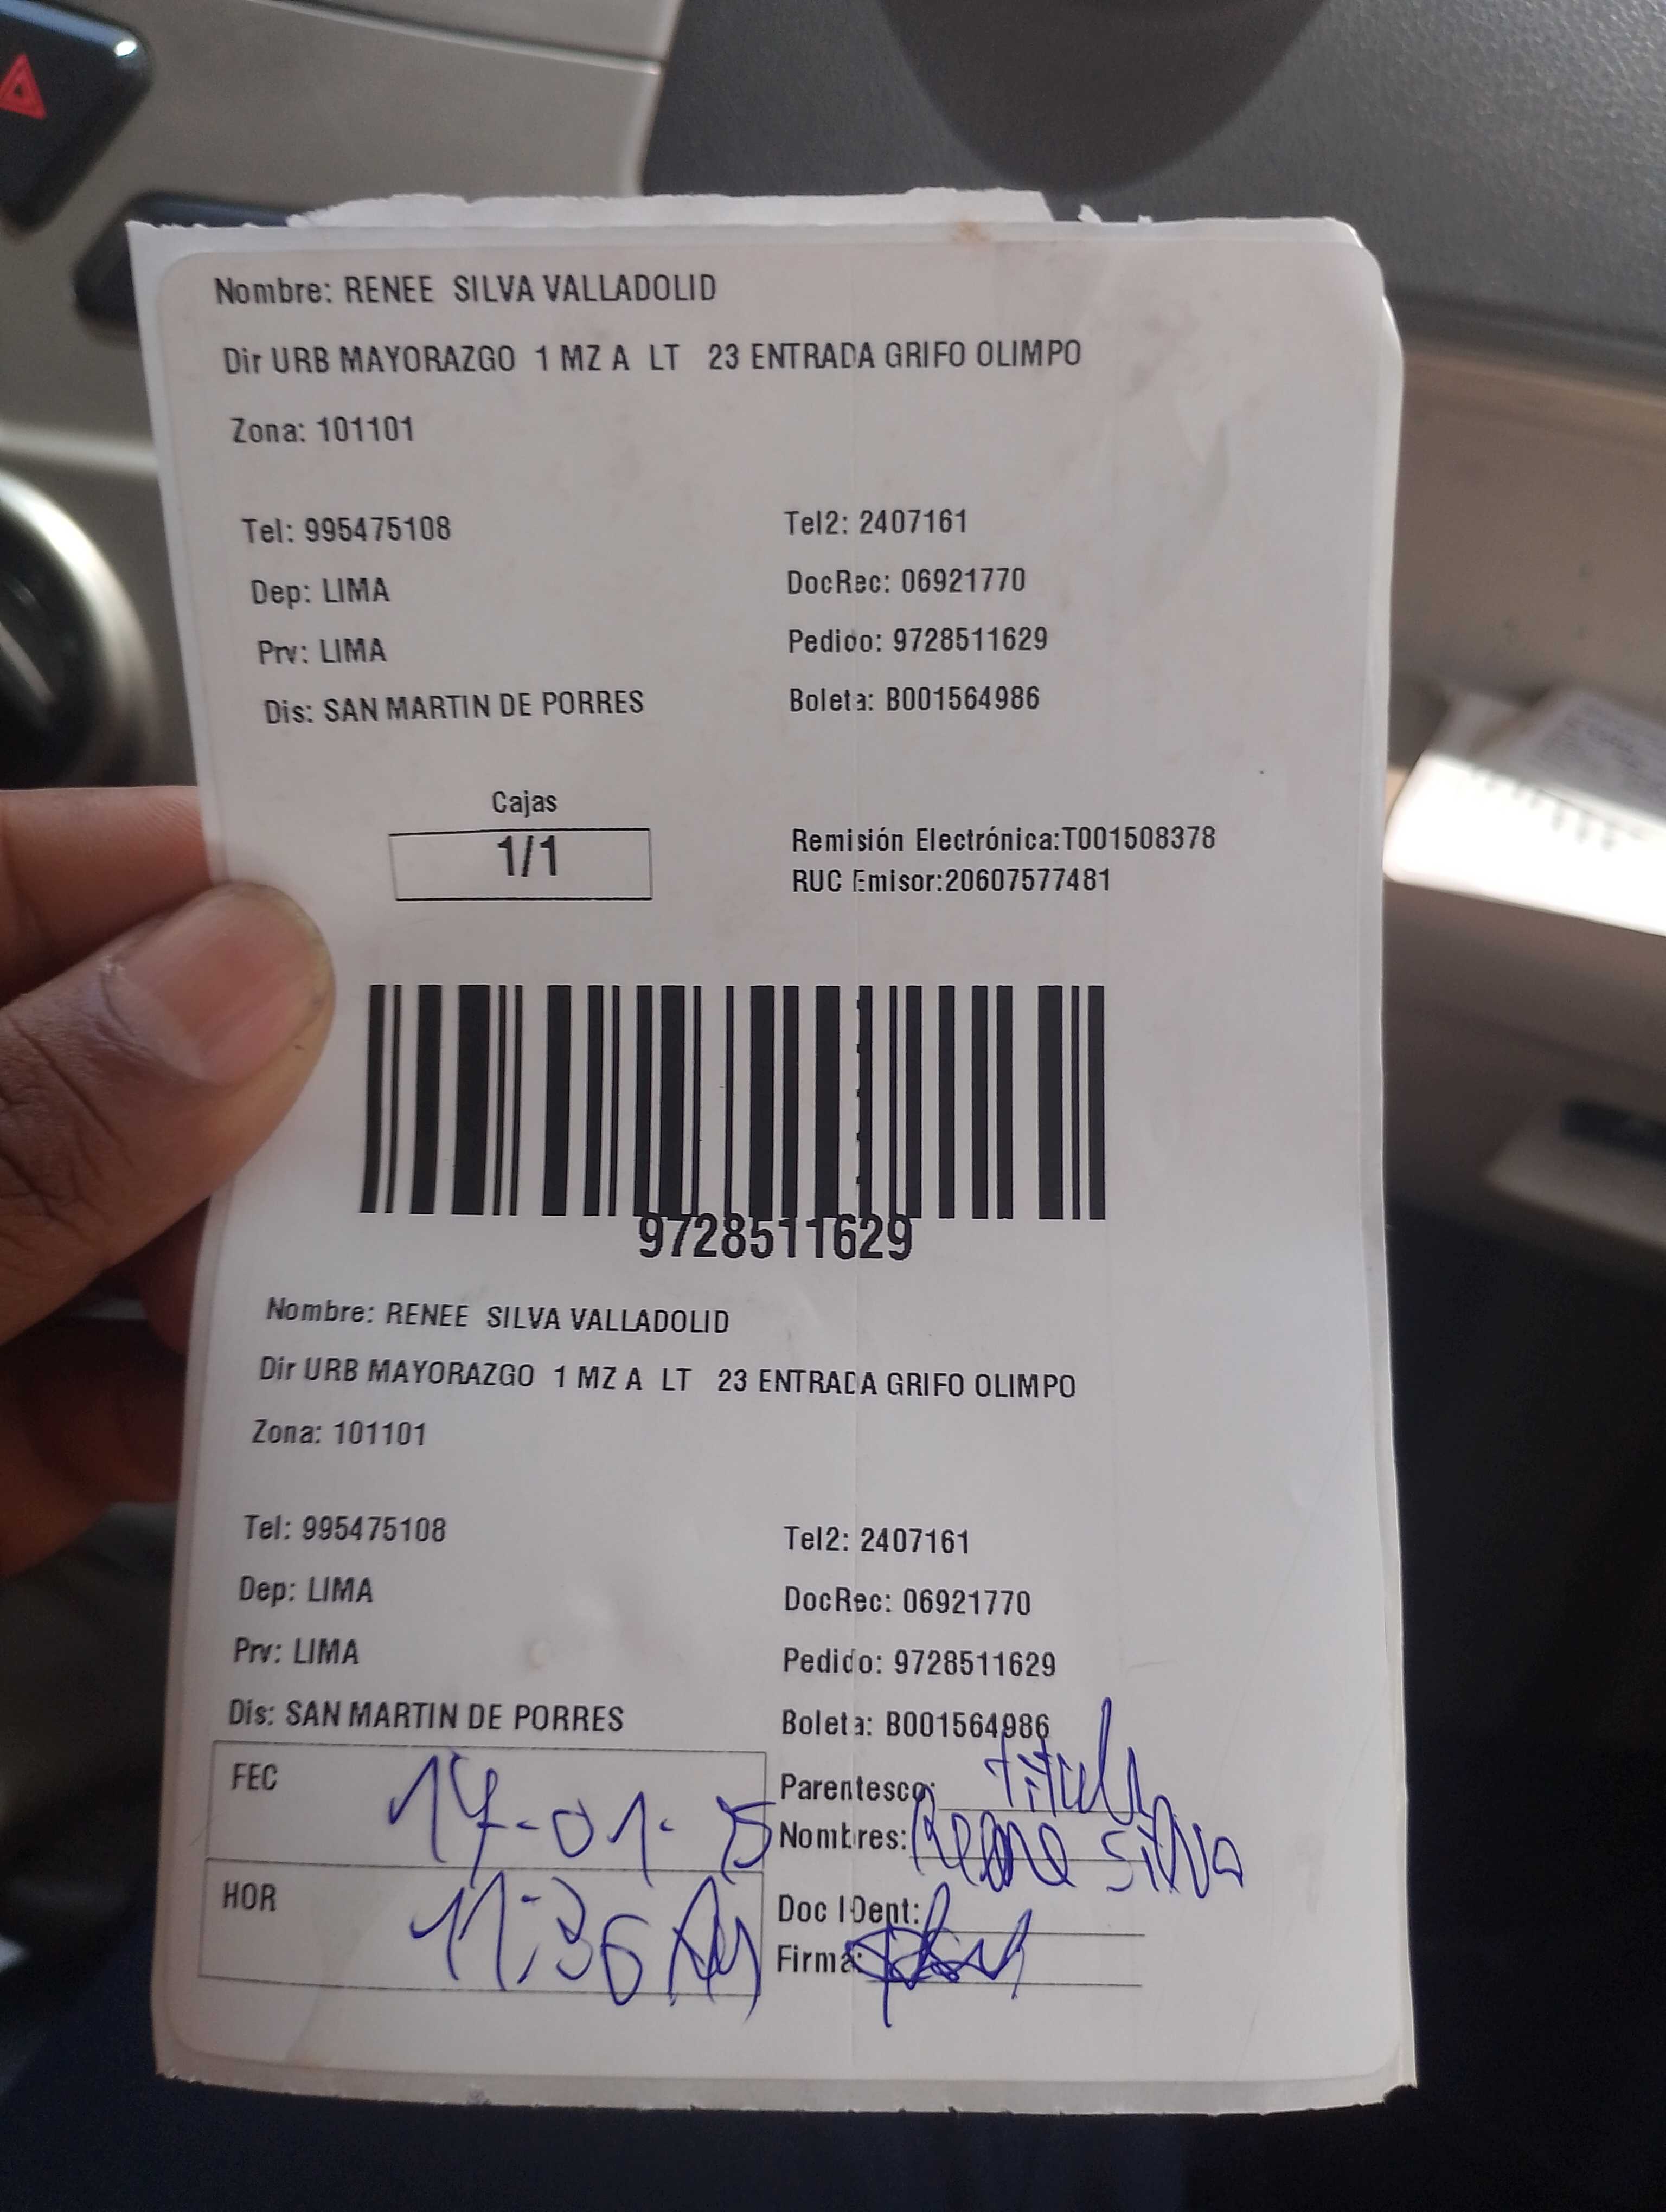 Nombre: RENEE SILVA VALLADOLID
Dir URB MAYORAZGO 1 MZ A LT 23 ENTRADA GRIFO OLIMPO
Zona: 101101
Tel: 995475108 Tel2: 2407161
Dep: LIMA DocRec: 06921770
Prv: LIMA Pedido: 9728511629
Dis: SAN MARTIN DE PORRES Boleta: B001564986
Cajas
1/1
Remisión Electrónica:T001508378
RUC Emisor:20607577481
9728511629
Nombre: RENEE SILVA VALLADOLID
Dir URB MAYORAZGO 1 MZ A LT 23 ENTRADA GRIFO OLIMPO
Zona: 101101
Tel: 995475108 Tel2: 2407161
Dep: LIMA DocRec: 06921770
Prv: LIMA Pedido: 9728511629
Dis: SAN MARTIN DE PORRES Boleta: B001564986
FEC -01-25 Parentesco:
Nombres: Silva
HOR 11:36 AM Doc IDent:
Firma: